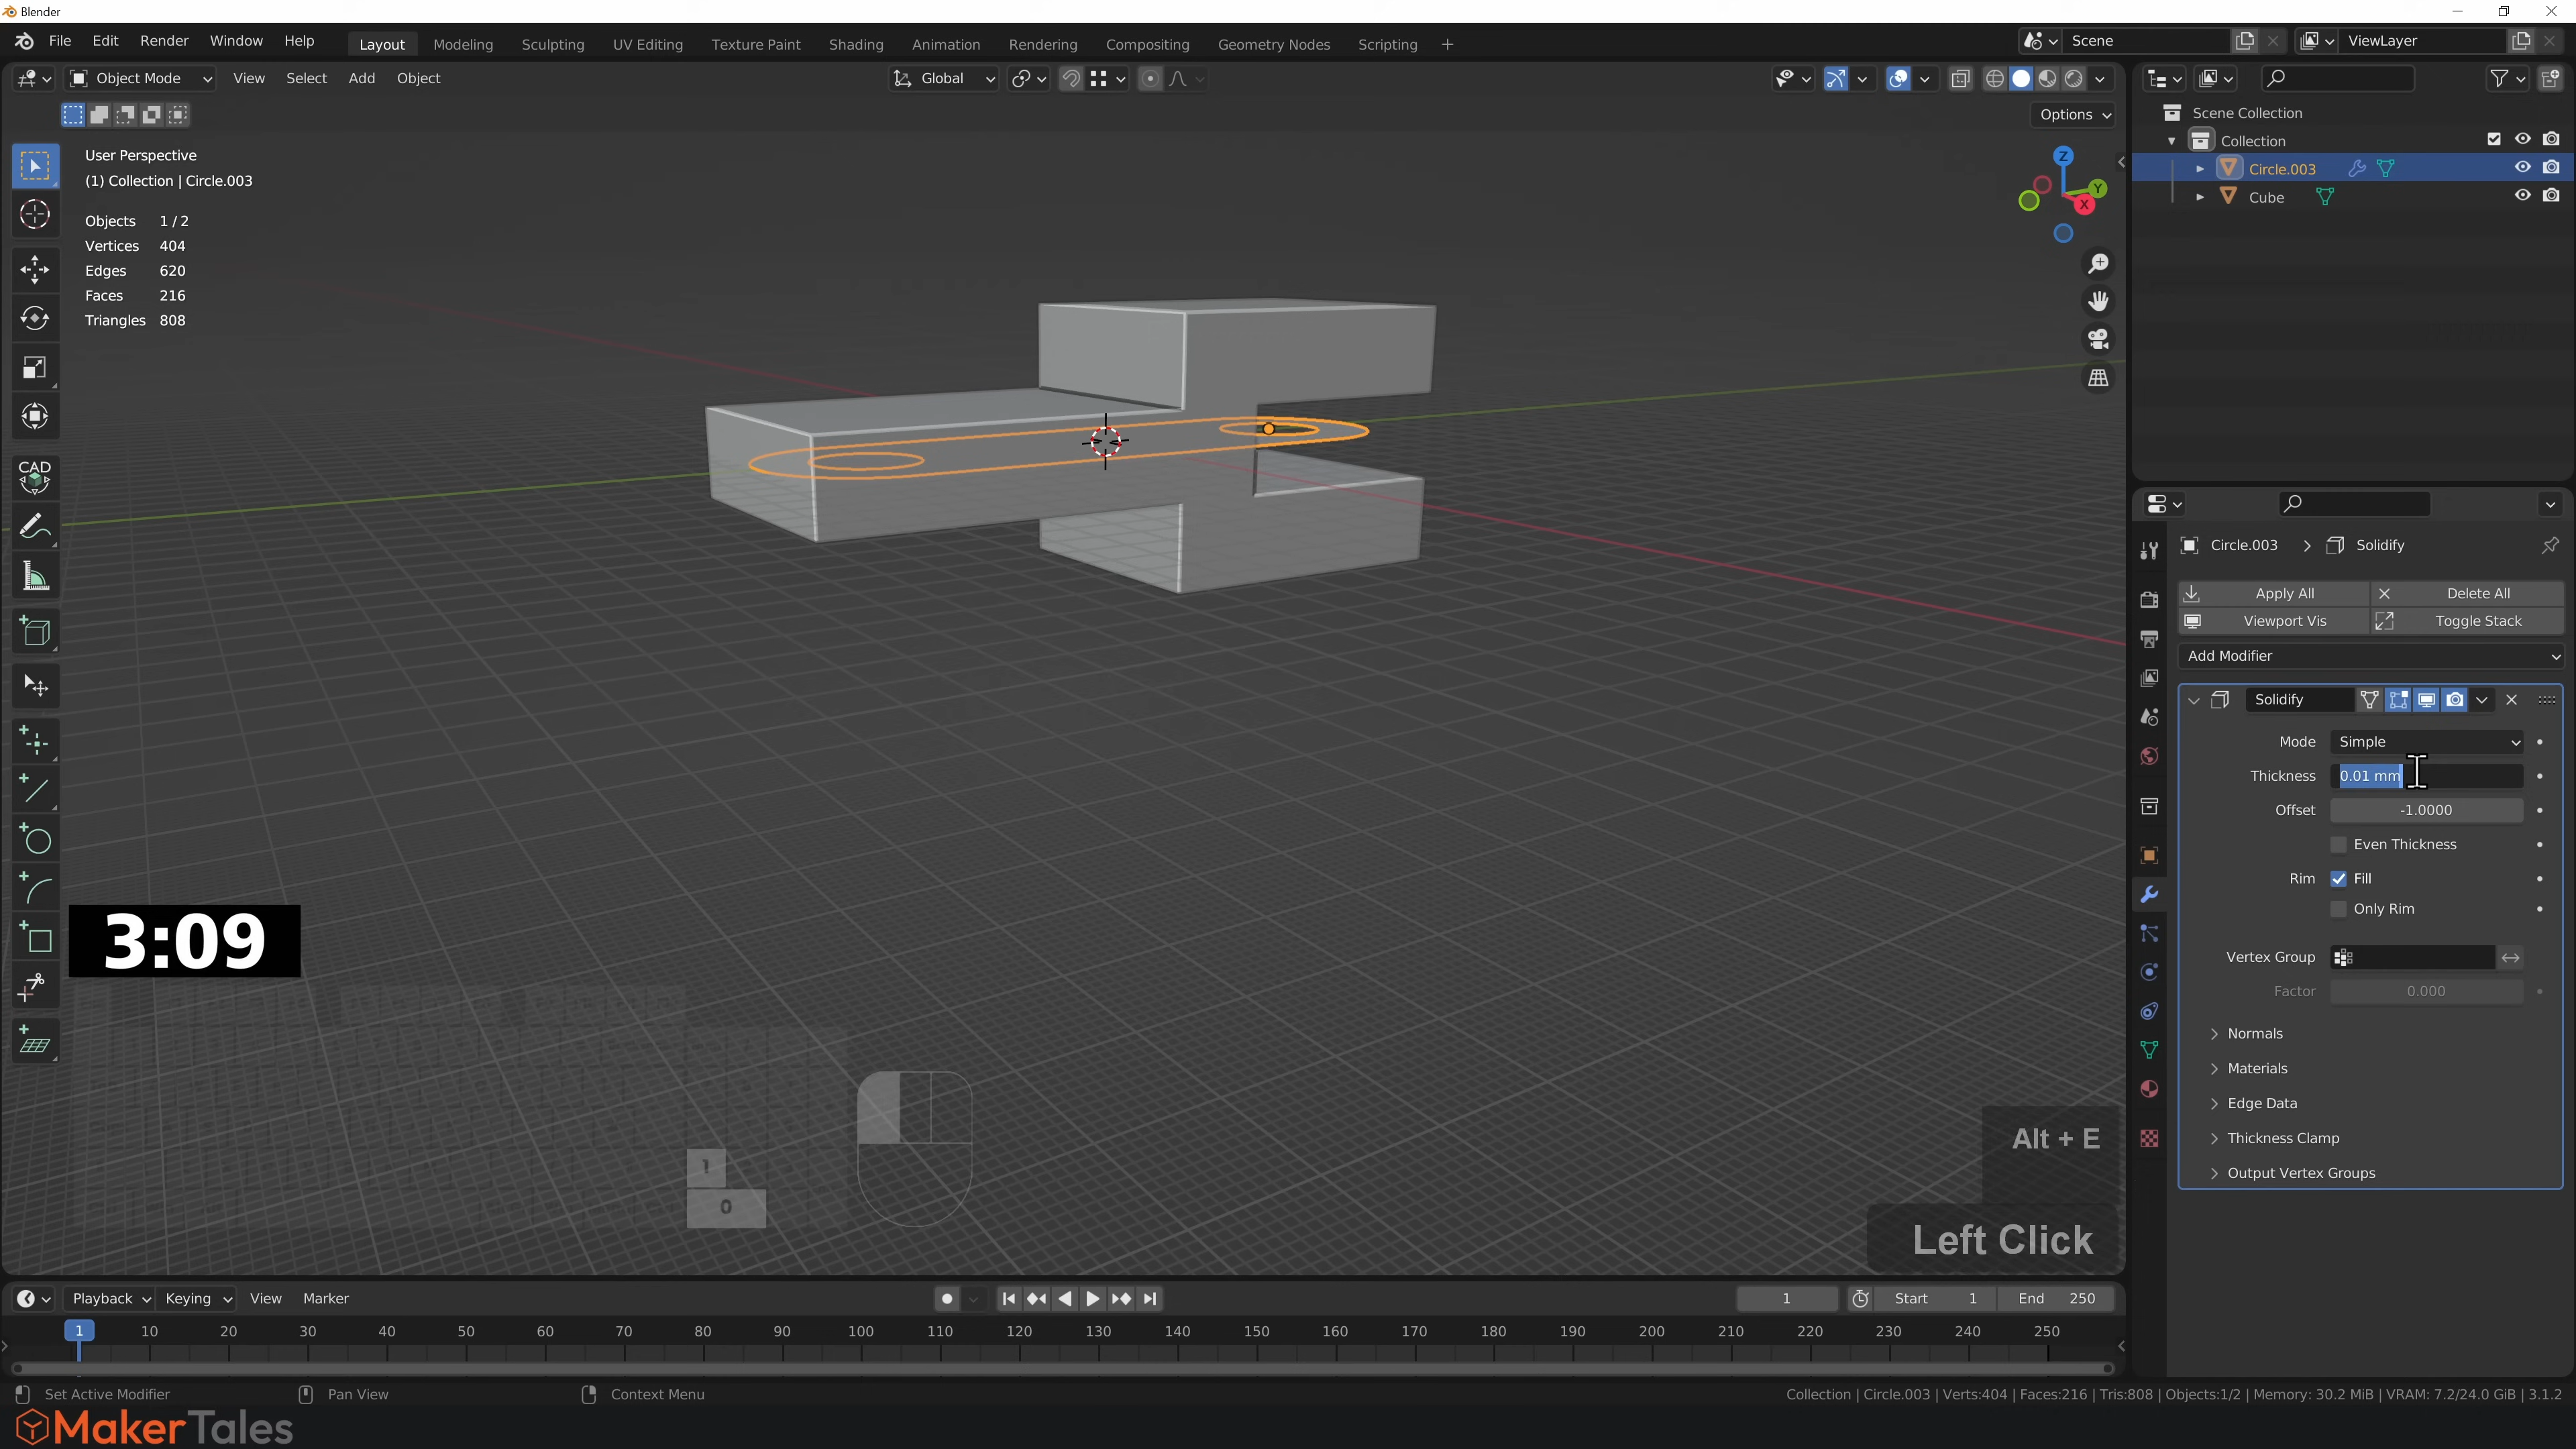 Blender
File Edit Render Window Help Layout Modeling Sculpting UV Editing Texture Paint Shading Animation Rendering Compositing Geometry Nodes Scripting + Scene ViewLayer
Object Mode View Select Add Object Global
Options
User Perspective
(1) Collection | Circle.003
Objects 1 / 2
Vertices 404
Edges 620
Faces 216
Triangles 808
Z
Y
X
CAD
3:09
1
0
Alt + E
Left Click
Scene Collection
Collection
Circle.003
Cube
Circle.003 > Solidify
Apply All Delete All
Viewport Vis Toggle Stack
Add Modifier
Solidify
Mode Simple
Thickness 0.01 mm
Offset -1.0000
Even Thickness
Rim Fill
Only Rim
Vertex Group
Factor 0.000
Normals
Materials
Edge Data
Thickness Clamp
Output Vertex Groups
Playback Keying View Marker 1 Start 1 End 250
1 10 20 30 40 50 60 70 80 90 100 110 120 130 140 150 160 170 180 190 200 210 220 230 240 250
Set Active Modifier Pan View Context Menu Collection | Circle.003 | Verts:404 | Faces:216 | Tris:808 | Objects:1/2 | Memory: 30.2 MiB | VRAM: 7.2/24.0 GiB | 3.1.2
MakerTales